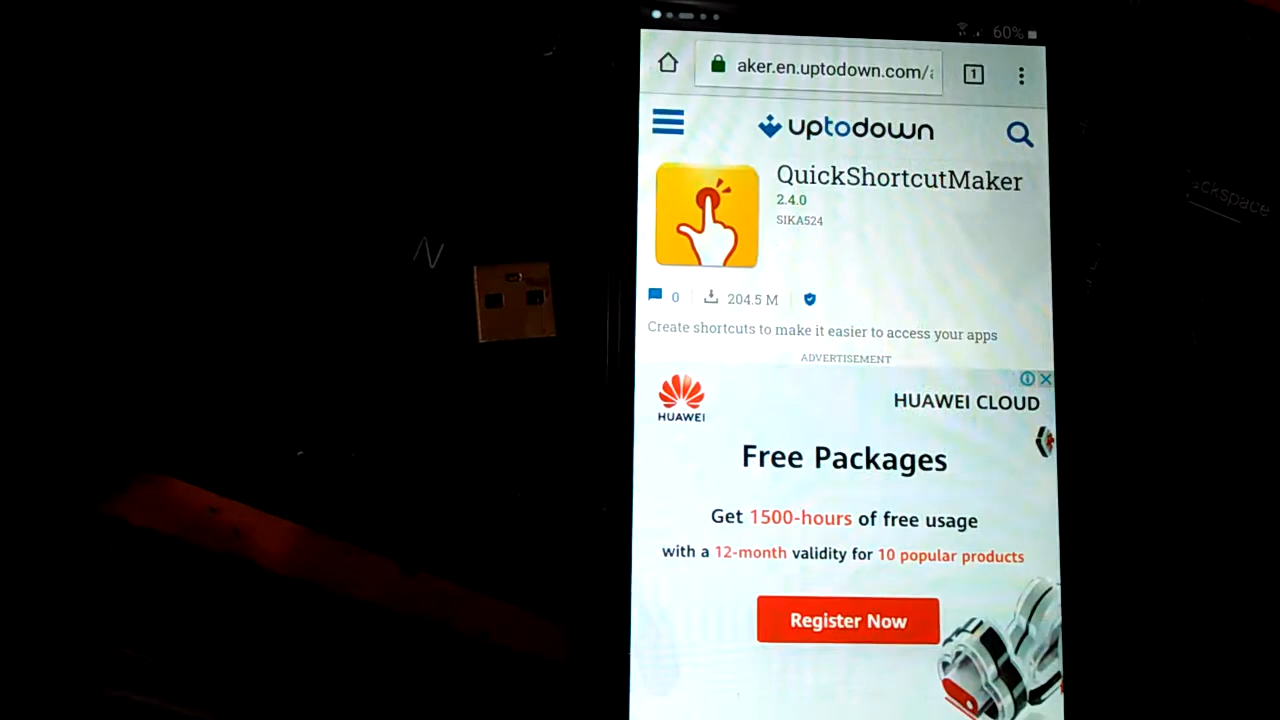 60%
aker.en.uptodown.com/a
1
uptodown
QuickShortcutMaker
2.4.0
SIKA524
0
204.5 M
Create shortcuts to make it easier to access your apps
ADVERTISEMENT
HUAWEI
HUAWEI CLOUD
Free Packages
Get 1500-hours of free usage
with a 12-month validity for 10 popular products
Register Now
N
ackspace